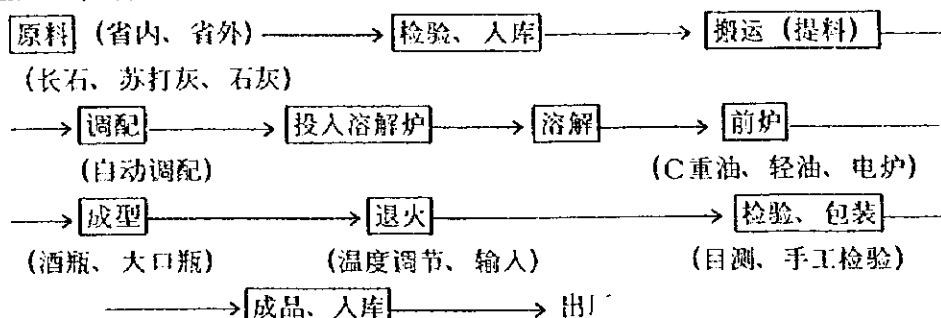 原料（省内、省外）→检验、入库→搬运（提料）
（长石、苏打灰、石灰）
→调配→投入溶解炉→溶解→前炉
（自动调配）（C重油、轻油、电炉）
→成型→退火→检验、包装
（酒瓶、大口瓶）（温度调节、输入）（目测、手工检验）
→成品、入库→出厂